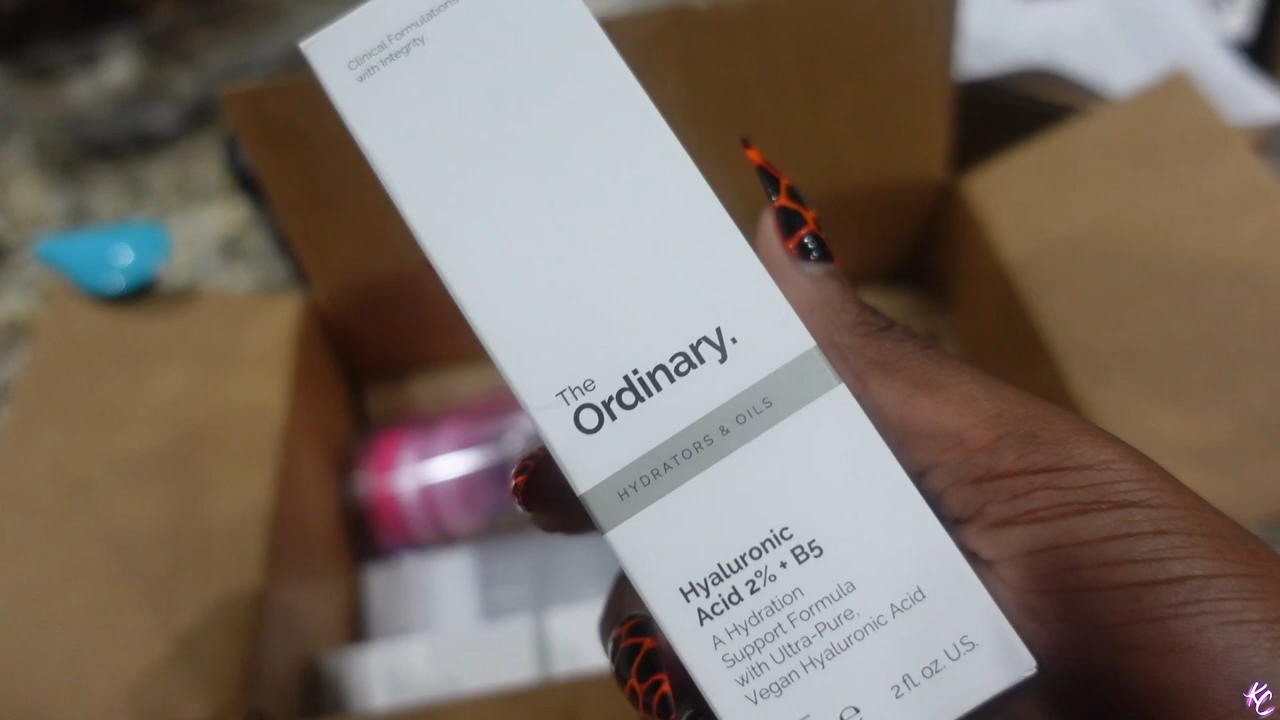 Clinical Formulations
with Integrity
The
Ordinary.
HYDRATORS & OILS
Hyaluronic
Acid 2% + B5
A Hydration
Support Formula
with Ultra-Pure,
Vegan Hyaluronic Acid
e 2 fl. oz. U.S.
KC